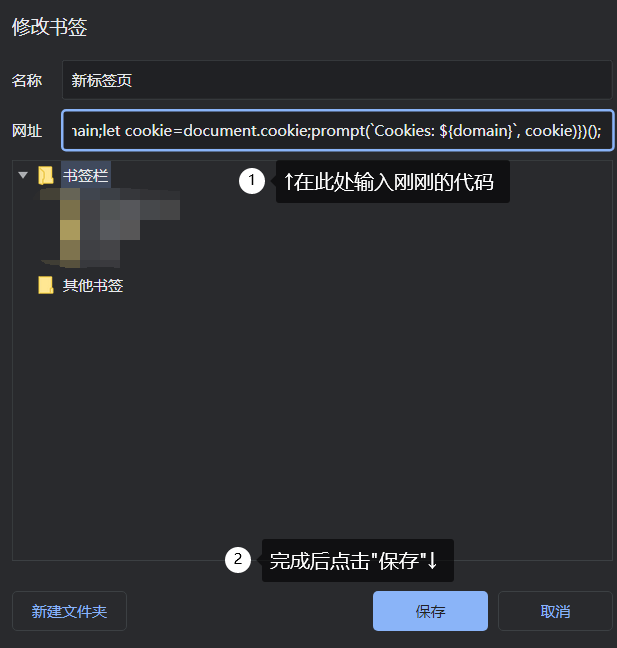 修改书签
名称 新标签页
网址 main;let cookie=document.cookie;prompt(`Cookies: ${domain}`, cookie)})();
书签栏
1 ↑在此处输入刚刚的代码
其他书签
2 完成后点击"保存"↓
新建文件夹 保存 取消